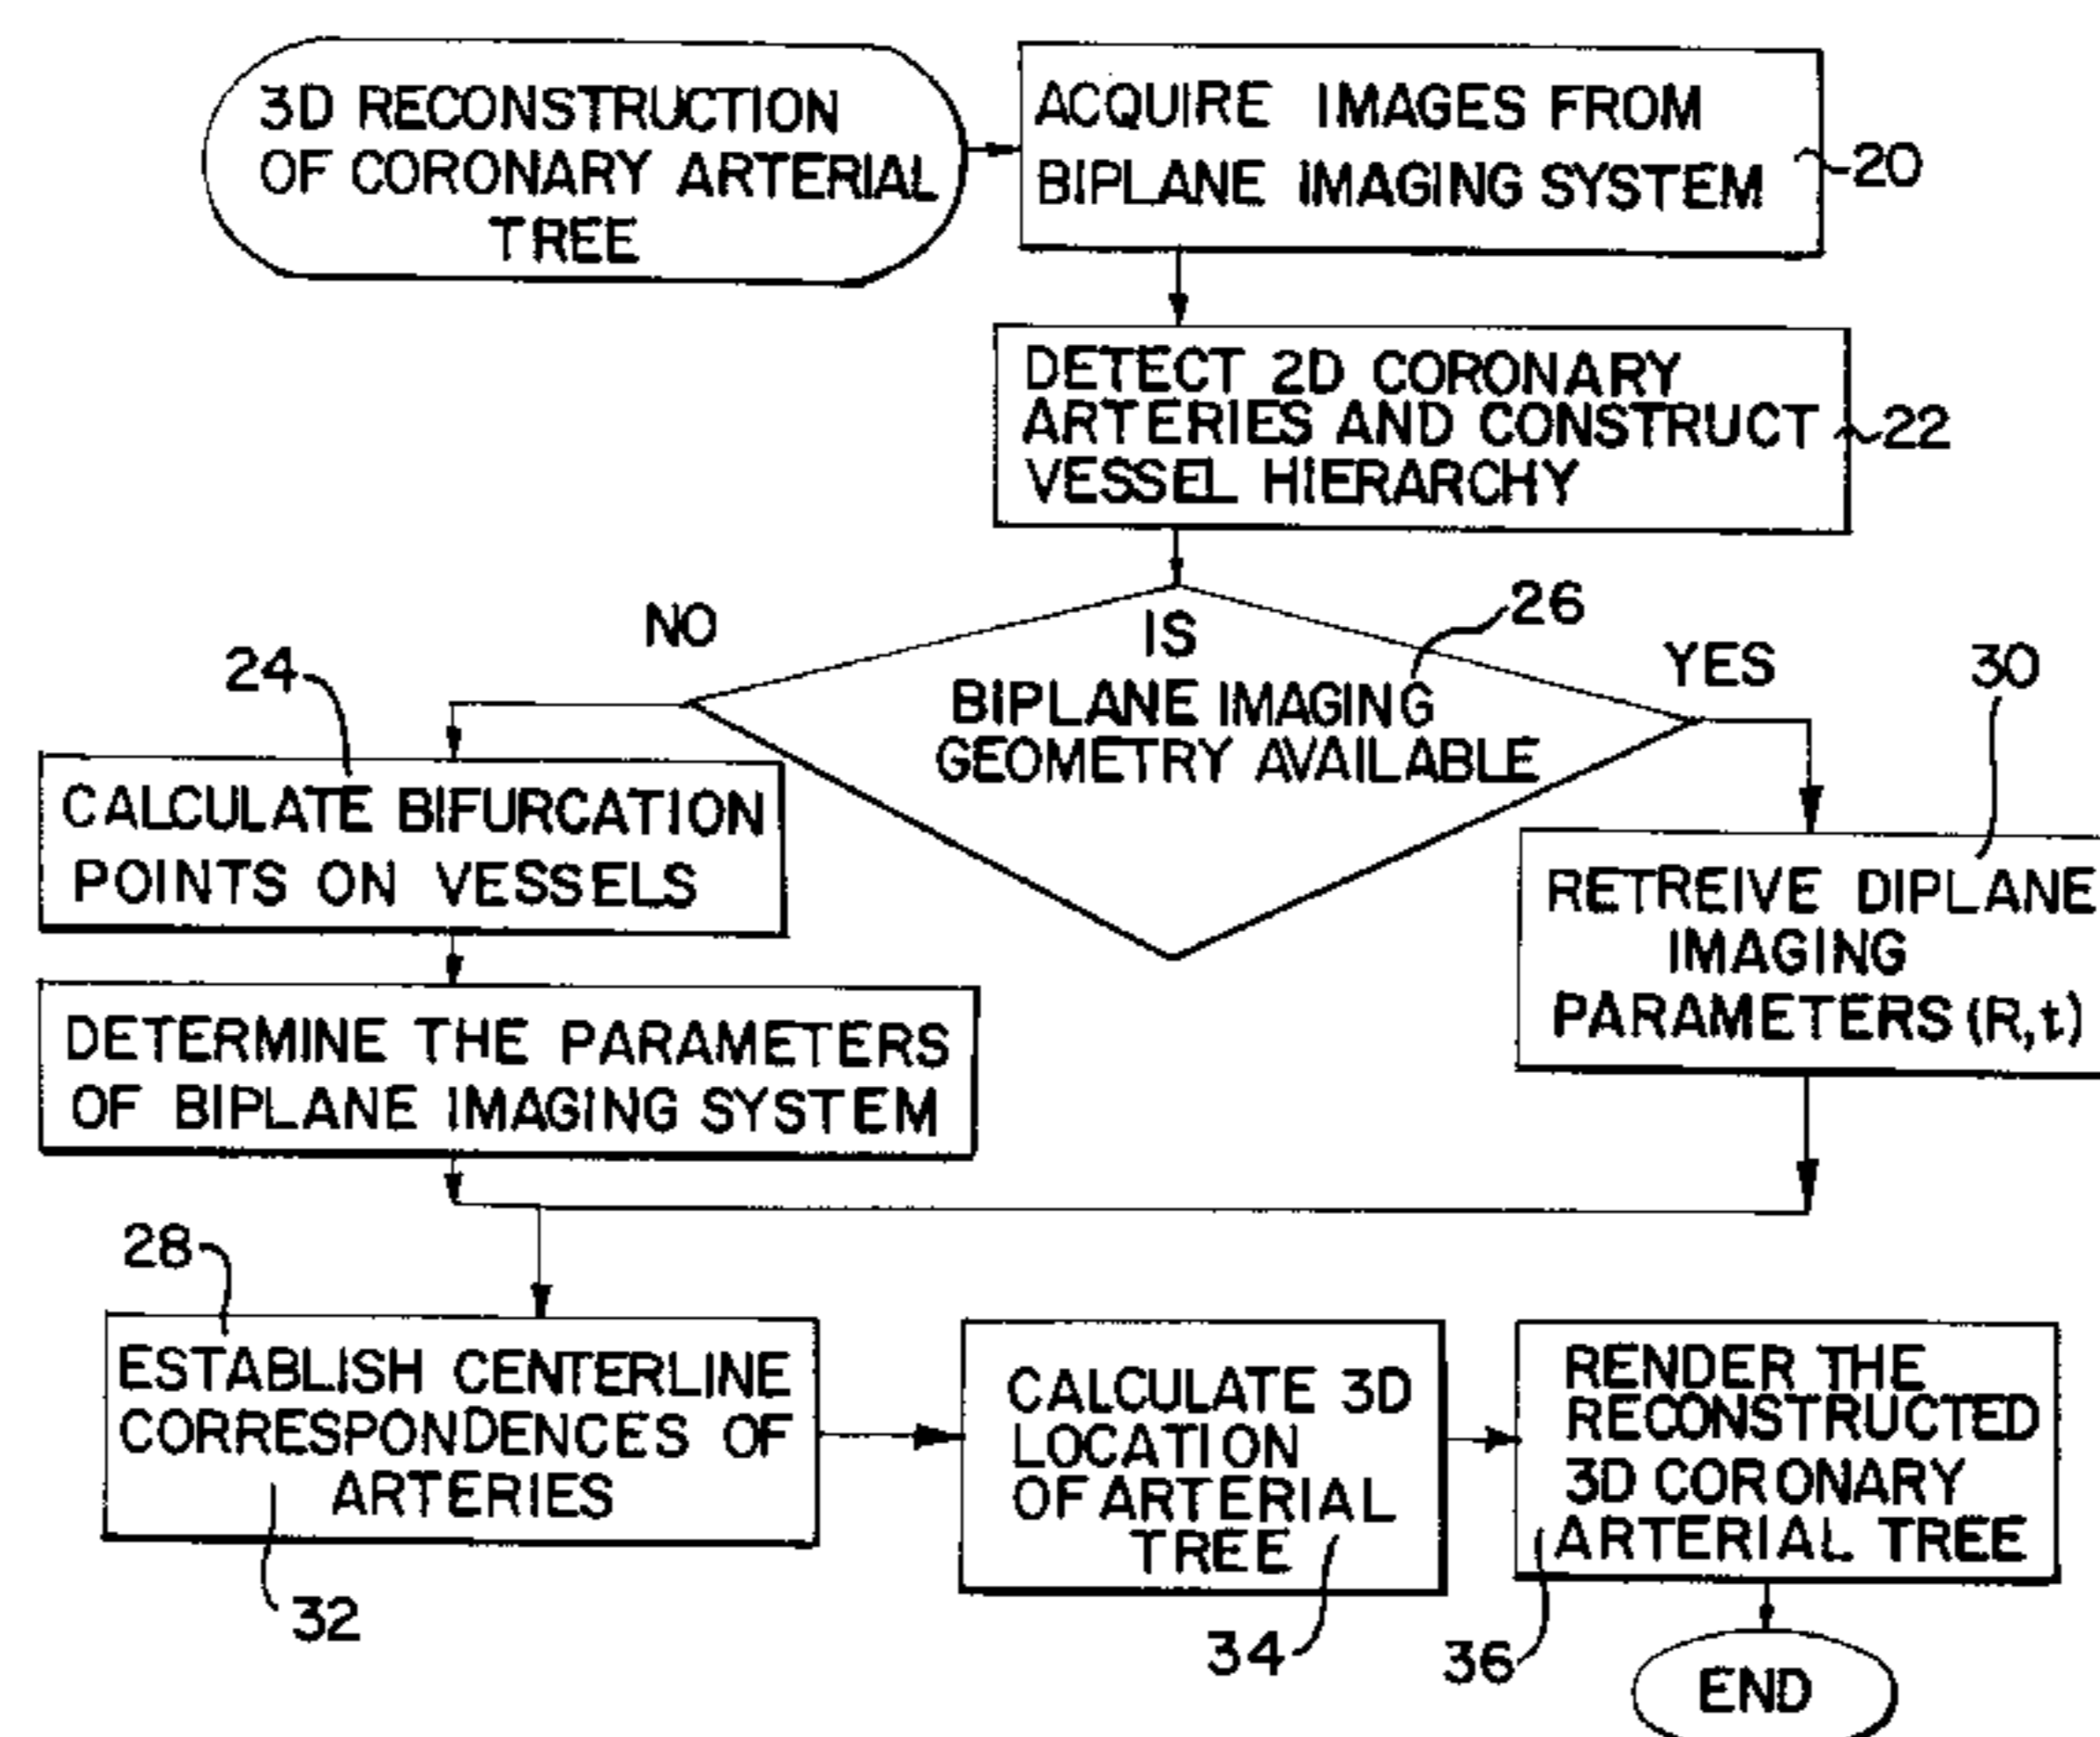 3D RECONSTRUCTION
OF CORONARY ARTERIAL
TREE
ACQUIRE IMAGES FROM
BIPLANE IMAGING SYSTEM
20
DETECT 2D CORONARY
ARTERIES AND CONSTRUCT
VESSEL HIERARCHY
22
NO
IS
BIPLANE IMAGING
GEOMETRY AVAILABLE
26
YES
30
24
CALCULATE BIFURCATION
POINTS ON VESSELS
RETREIVE DIPLANE
IMAGING
PARAMETERS (R,t)
DETERMINE THE PARAMETERS
OF BIPLANE IMAGING SYSTEM
28
ESTABLISH CENTERLINE
CORRESPONDENCES OF
ARTERIES
32
CALCULATE 3D
LOCATION
OF ARTERIAL
TREE
34
RENDER THE
RECONSTRUCTED
3D CORONARY
ARTERIAL TREE
36
END